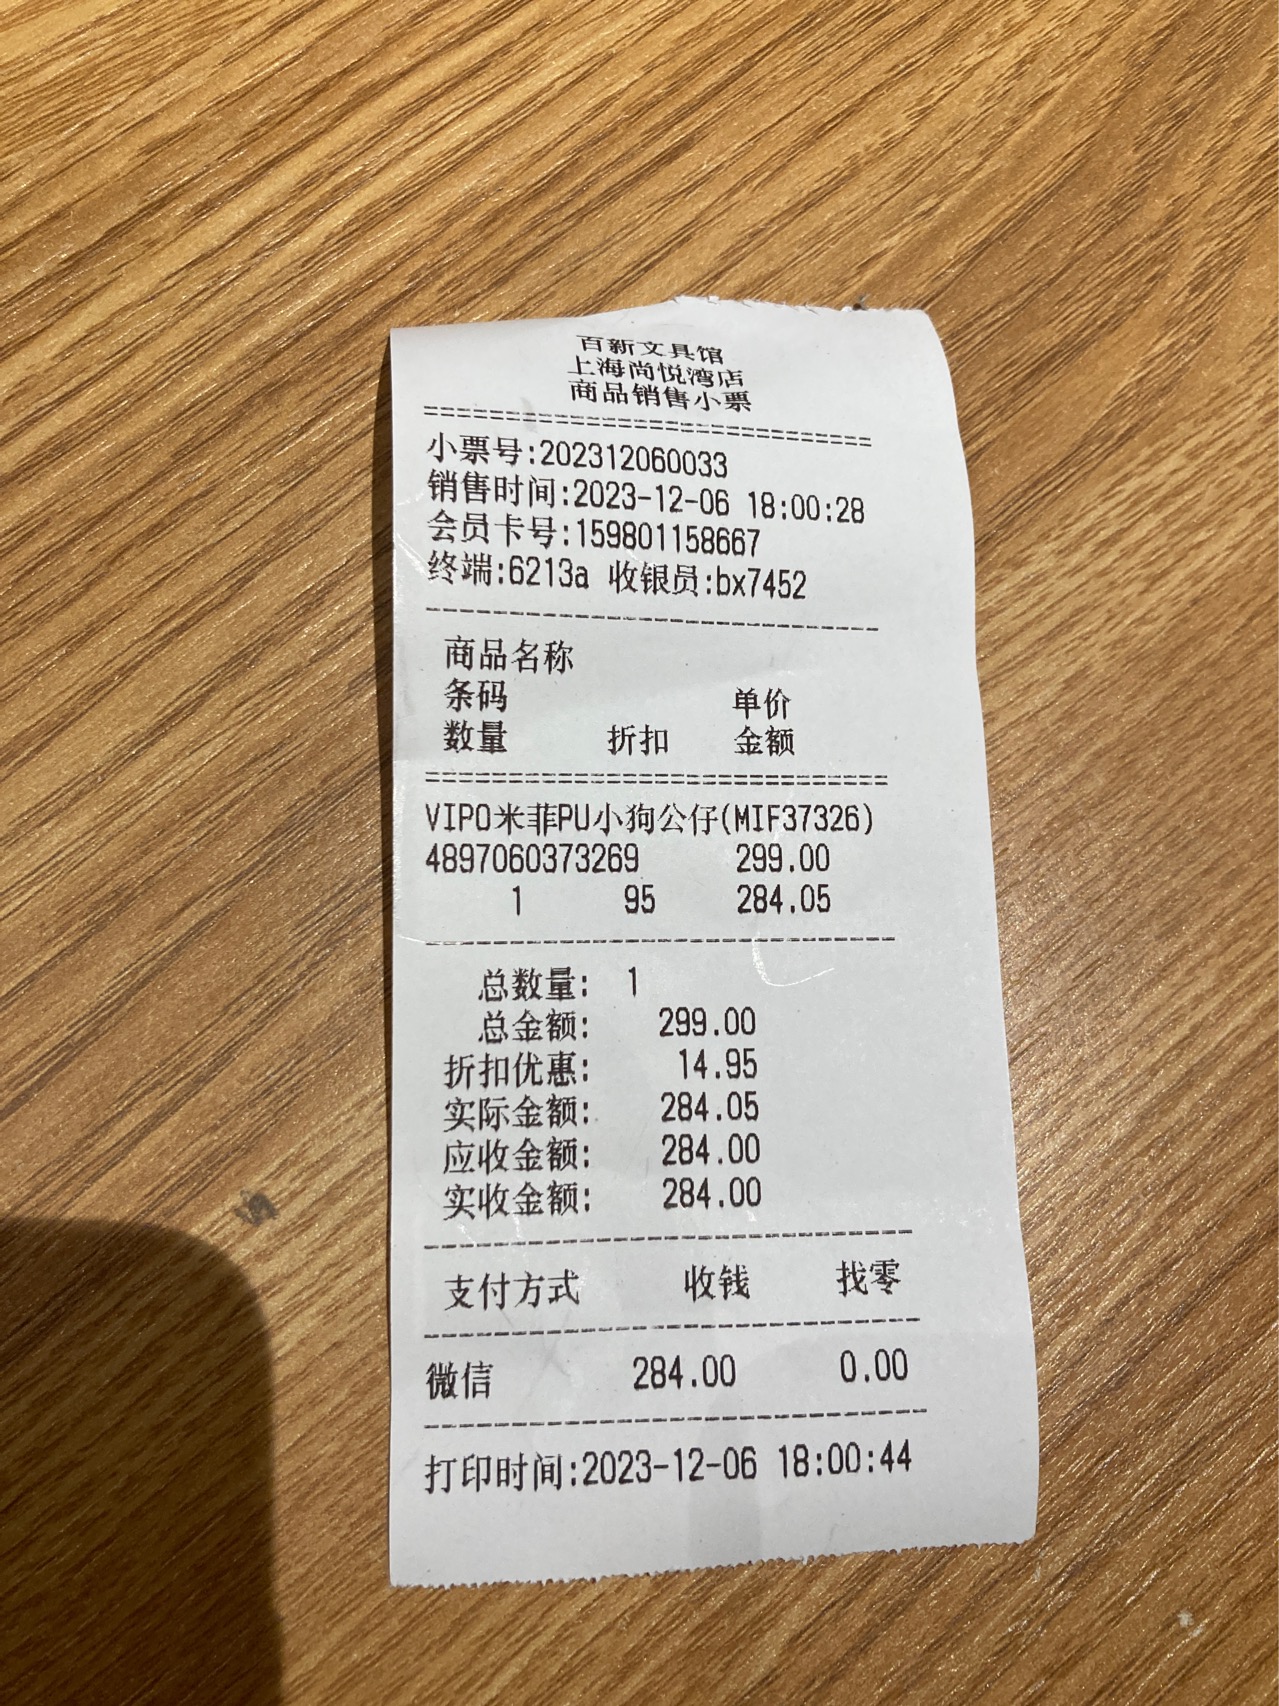 百新文具馆
上海尚悦湾店
商品销售小票
==============================
小票号:202312060033
销售时间:2023-12-06 18:00:28
会员卡号:159801158667
终端:6213a 收银员:bx7452
------------------------------
商品名称
条码 单价
数量 折扣 金额
==============================
VIPO米菲PU小狗公仔(MIF37326)
4897060373269 299.00
1 95 284.05
------------------------------
总数量: 1
总金额: 299.00
折扣优惠: 14.95
实际金额: 284.05
应收金额: 284.00
实收金额: 284.00
------------------------------
支付方式 收钱 找零
------------------------------
微信 284.00 0.00
------------------------------
打印时间:2023-12-06 18:00:44